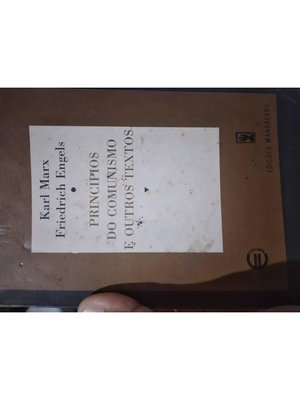 Karl Marx
Friedrich Engels
PRINCÍPIOS
DO COMUNISMO
E OUTROS TEXTOS
EDIÇÕES MANDACARU